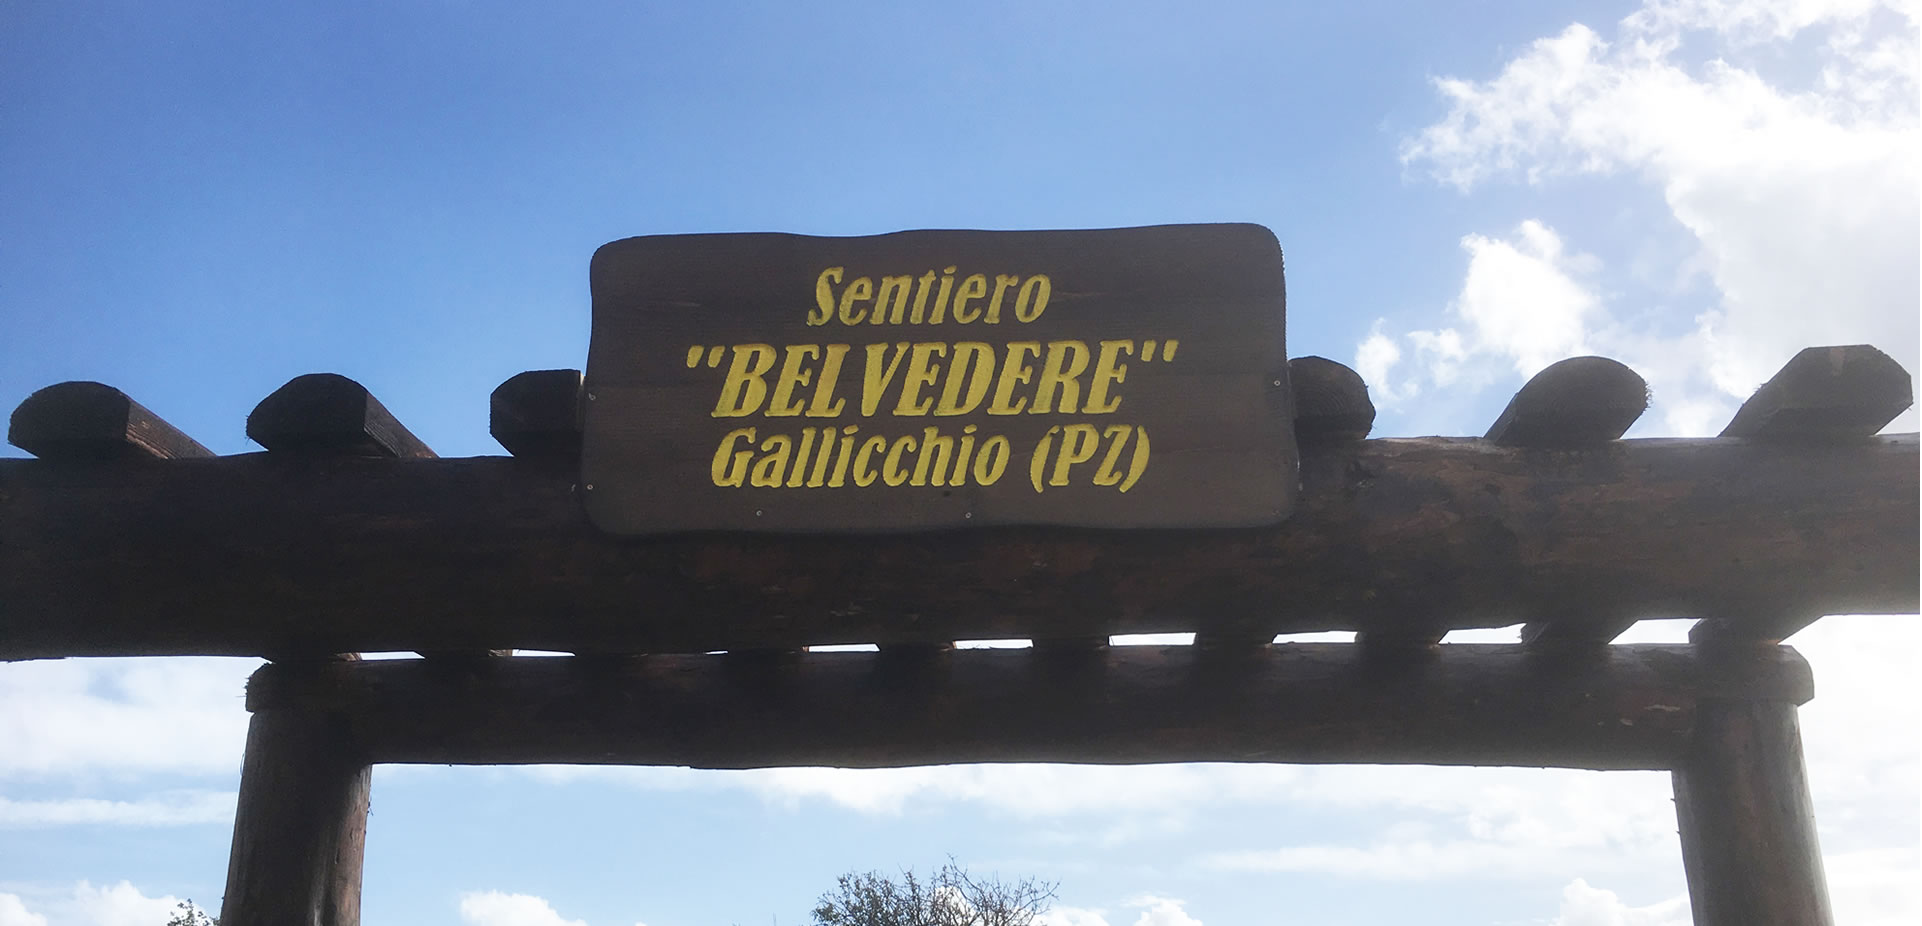 Sentiero
"BELVEDERE"
Gallicchio (PZ)